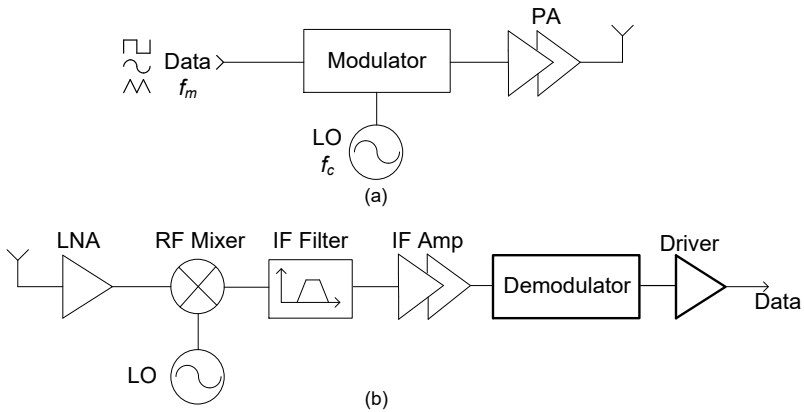 PA
Data
f_m
Modulator
LO
f_c
(a)
LNA
RF Mixer
IF Filter
IF Amp
Demodulator
Driver
Data
LO
(b)